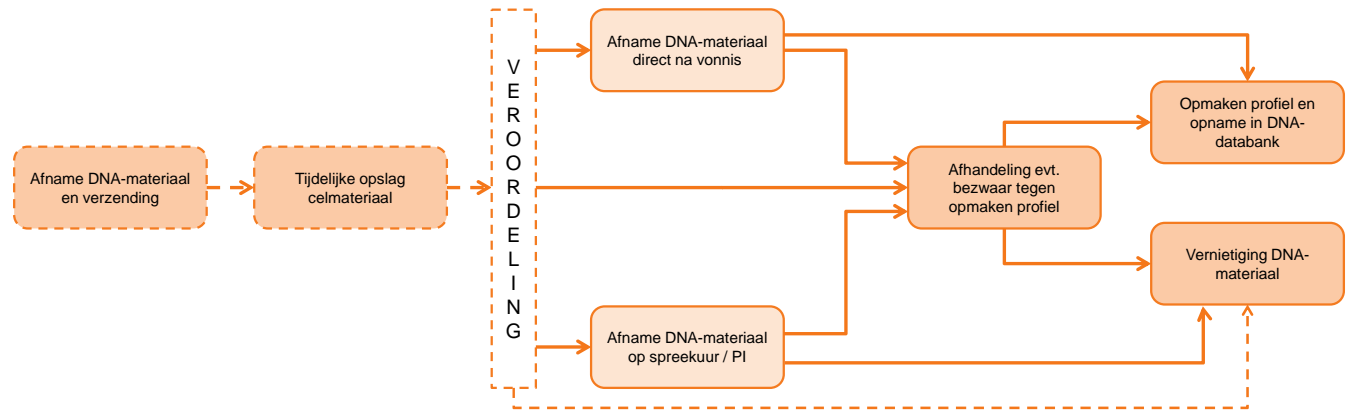 Afname DNA-materiaal
en verzending
Tijdelijke opslag
celmateriaal
V
E
R
O
O
R
D
E
L
I
N
G
Afname DNA-materiaal
direct na vonnis
Afname DNA-materiaal
op spreekuur / PI
Afhandeling evt.
bezwaar tegen
opmaken profiel
Opmaken profiel en
opname in DNA-
databank
Vernietiging DNA-
materiaal